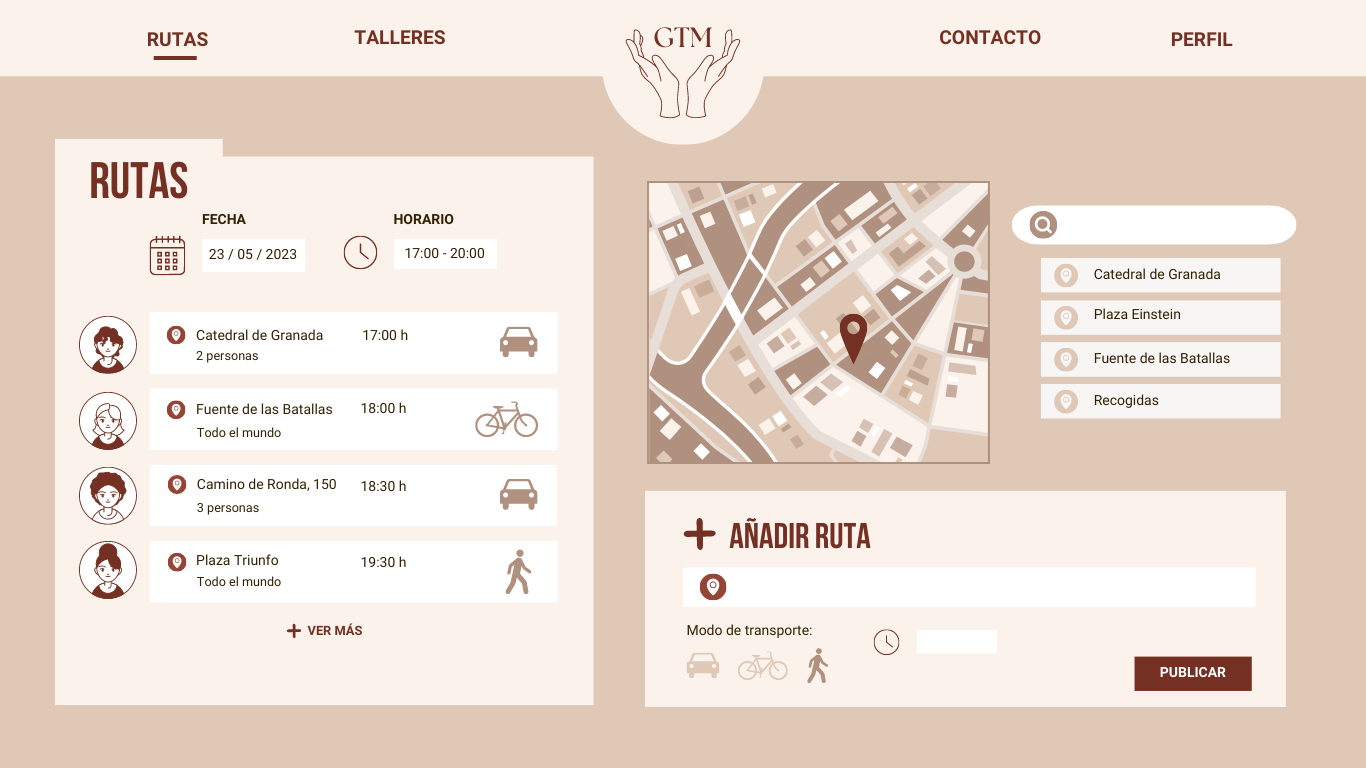 RUTAS
TALLERES
GTM
CONTACTO
PERFIL
RUTAS
FECHA
HORARIO
23 / 05 / 2023
17:00 - 20:00
Catedral de Granada
17:00 h
2 personas
Fuente de las Batallas
18:00 h
Todo el mundo
Camino de Ronda, 150
18:30 h
3 personas
Plaza Triunfo
19:30 h
Todo el mundo
VER MÁS
Catedral de Granada
Plaza Einstein
Fuente de las Batallas
Recogidas
AÑADIR RUTA
Modo de transporte:
PUBLICAR